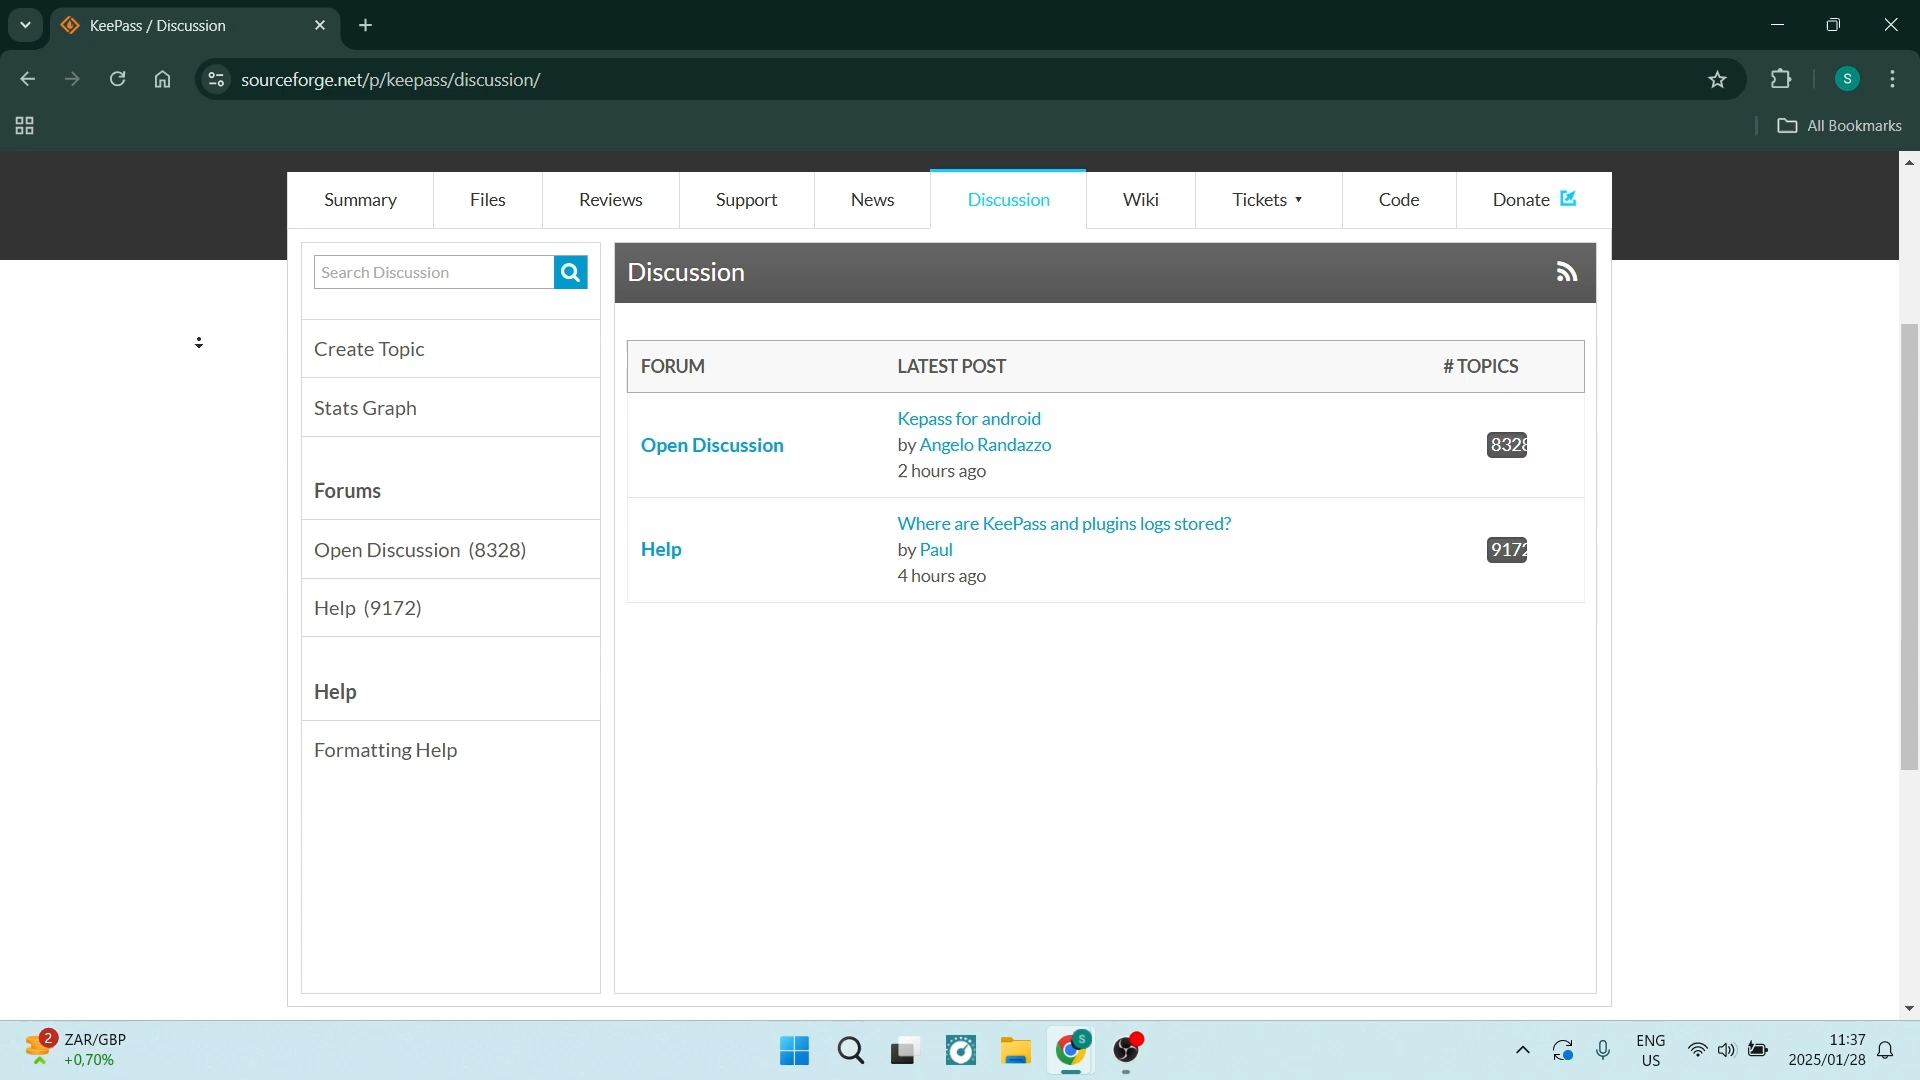 KeePass / Discussion
sourceforge.net/p/keepass/discussion/
S
All Bookmarks
Summary
Files
Reviews
Support
News
Discussion
Wiki
Tickets
Code
Donate
Search Discussion
Create Topic
Stats Graph
Forums
Open Discussion (8328)
Help (9172)
Help
Formatting Help
Discussion
FORUM LATEST POST # TOPICS
Open Discussion
Kepass for android
by Angelo Randazzo
2 hours ago
8328
Help
Where are KeePass and plugins logs stored?
by Paul
4 hours ago
9172
2
ZAR/GBP
+0,70%
S
ENG
US
11:37
2025/01/28